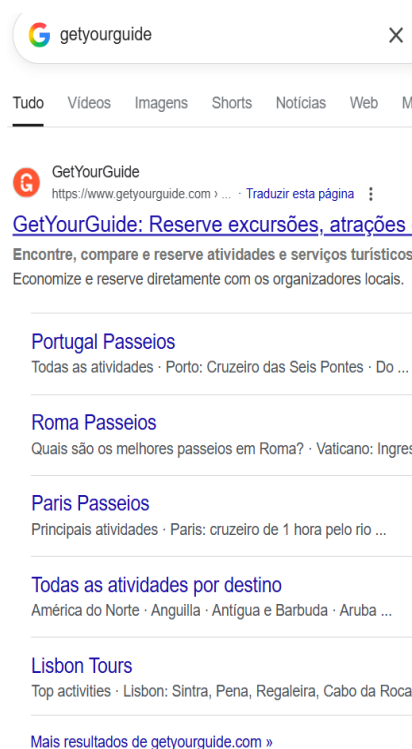 getyourguide
Tudo Vídeos Imagens Shorts Notícias Web
GetYourGuide
https://www.getyourguide.com › ... · Traduzir esta página
GetYourGuide: Reserve excursões, atrações
Encontre, compare e reserve atividades e serviços turísticos
Economize e reserve diretamente com os organizadores locais.
Portugal Passeios
Todas as atividades · Porto: Cruzeiro das Seis Pontes · Do ...
Roma Passeios
Quais são os melhores passeios em Roma? · Vaticano: Ingres
Paris Passeios
Principais atividades · Paris: cruzeiro de 1 hora pelo rio ...
Todas as atividades por destino
América do Norte · Anguilla · Antígua e Barbuda · Aruba ...
Lisbon Tours
Top activities · Lisbon: Sintra, Pena, Regaleira, Cabo da Roca
Mais resultados de getyourguide.com »